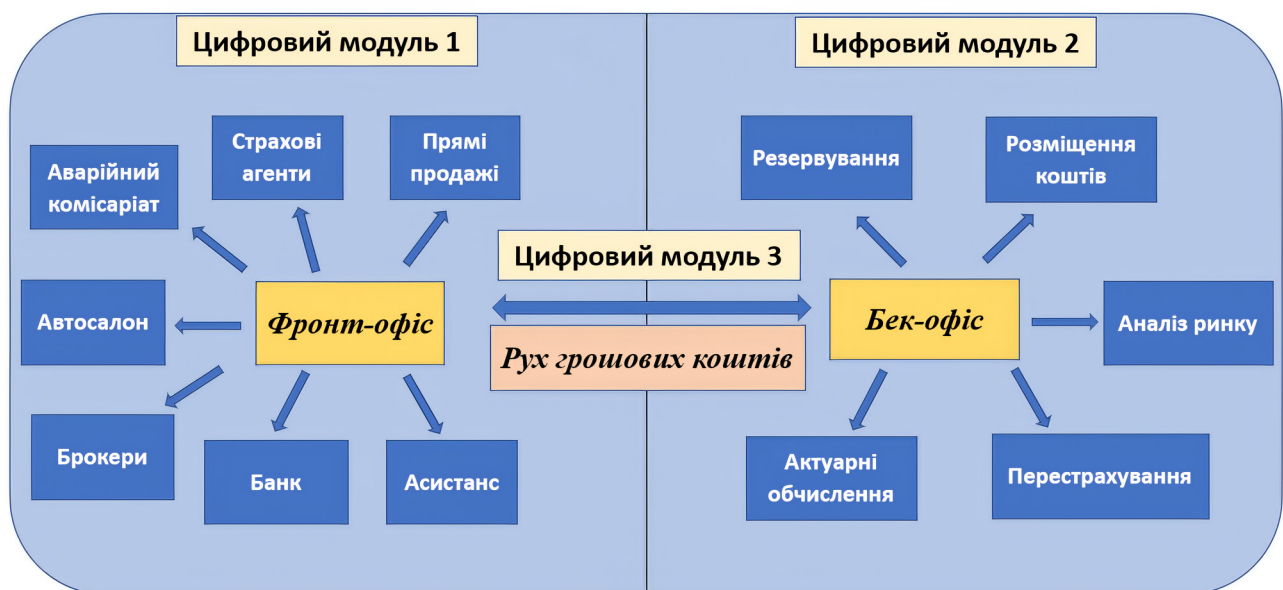 Цифровий модуль 1
Цифровий модуль 2
Аварійний
комісаріат
Страхові
агенти
Прямі
продажі
Автосалон
Фронт-офіс
Брокери
Банк
Асистанс
Цифровий модуль 3
Рух грошових коштів
Резервування
Розміщення
коштів
Бек-офіс
Аналіз ринку
Актуарні
обчислення
Перестрахування